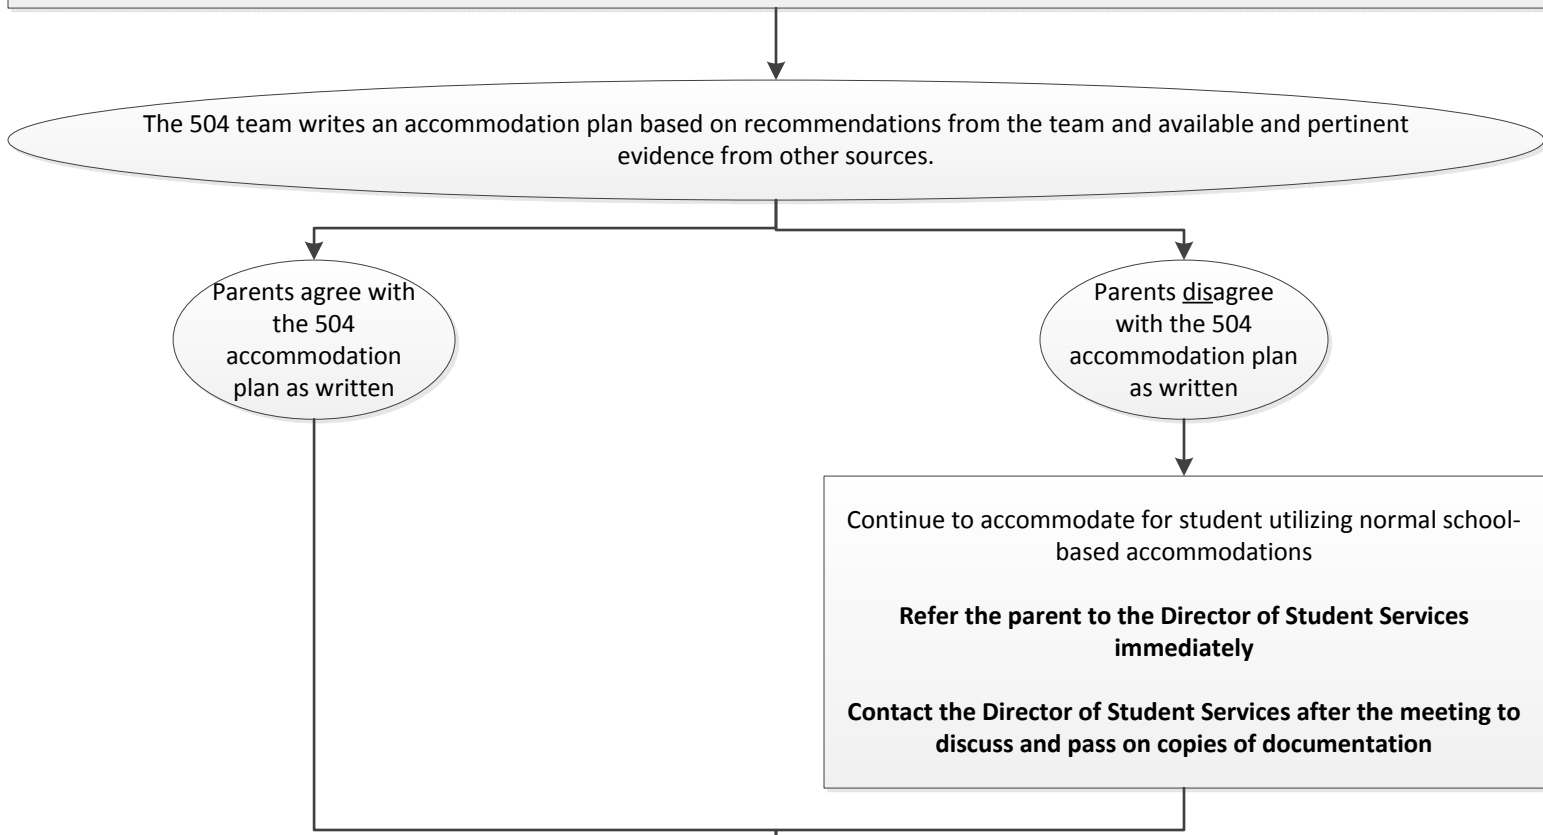 The 504 team writes an accommodation plan based on recommendations from the team and available and pertinent
evidence from other sources.
Parents agree with
the 504
accommodation
plan as written
Parents disagree
with the 504
accommodation plan
as written
Continue to accommodate for student utilizing normal school-
based accommodations
Refer the parent to the Director of Student Services
immediately
Contact the Director of Student Services after the meeting to
discuss and pass on copies of documentation